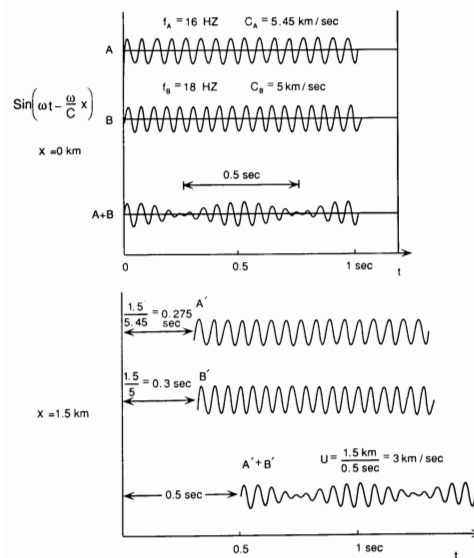 f_A = 16 HZ C_A = 5.45 km/sec
A
f_B = 18 HZ C_B = 5 km/sec
B
Sin(ωt - ω/C x)
X = 0 km
0.5 sec
A+B
0 0.5 1 sec t
1.5/5.45 = 0.275 sec
A′
1.5/5 = 0.3 sec
B′
X = 1.5 km
A′+B′ U = 1.5 km/0.5 sec = 3 km/sec
0.5 sec
0.5 1 sec t